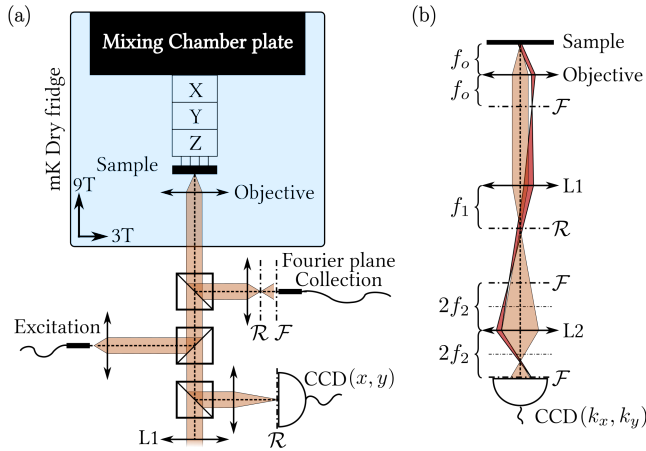 (a)
Mixing Chamber plate
mK Dry fridge
X
Y
Z
Sample
Objective
9T
3T
Fourier plane
Collection
ℛ ℱ
Excitation
CCD(x, y)
L1
ℛ
(b)
Sample
f_o
Objective
f_o
ℱ
L1
f_1
ℛ
ℱ
2f_2
L2
2f_2
ℱ
CCD(k_x, k_y)